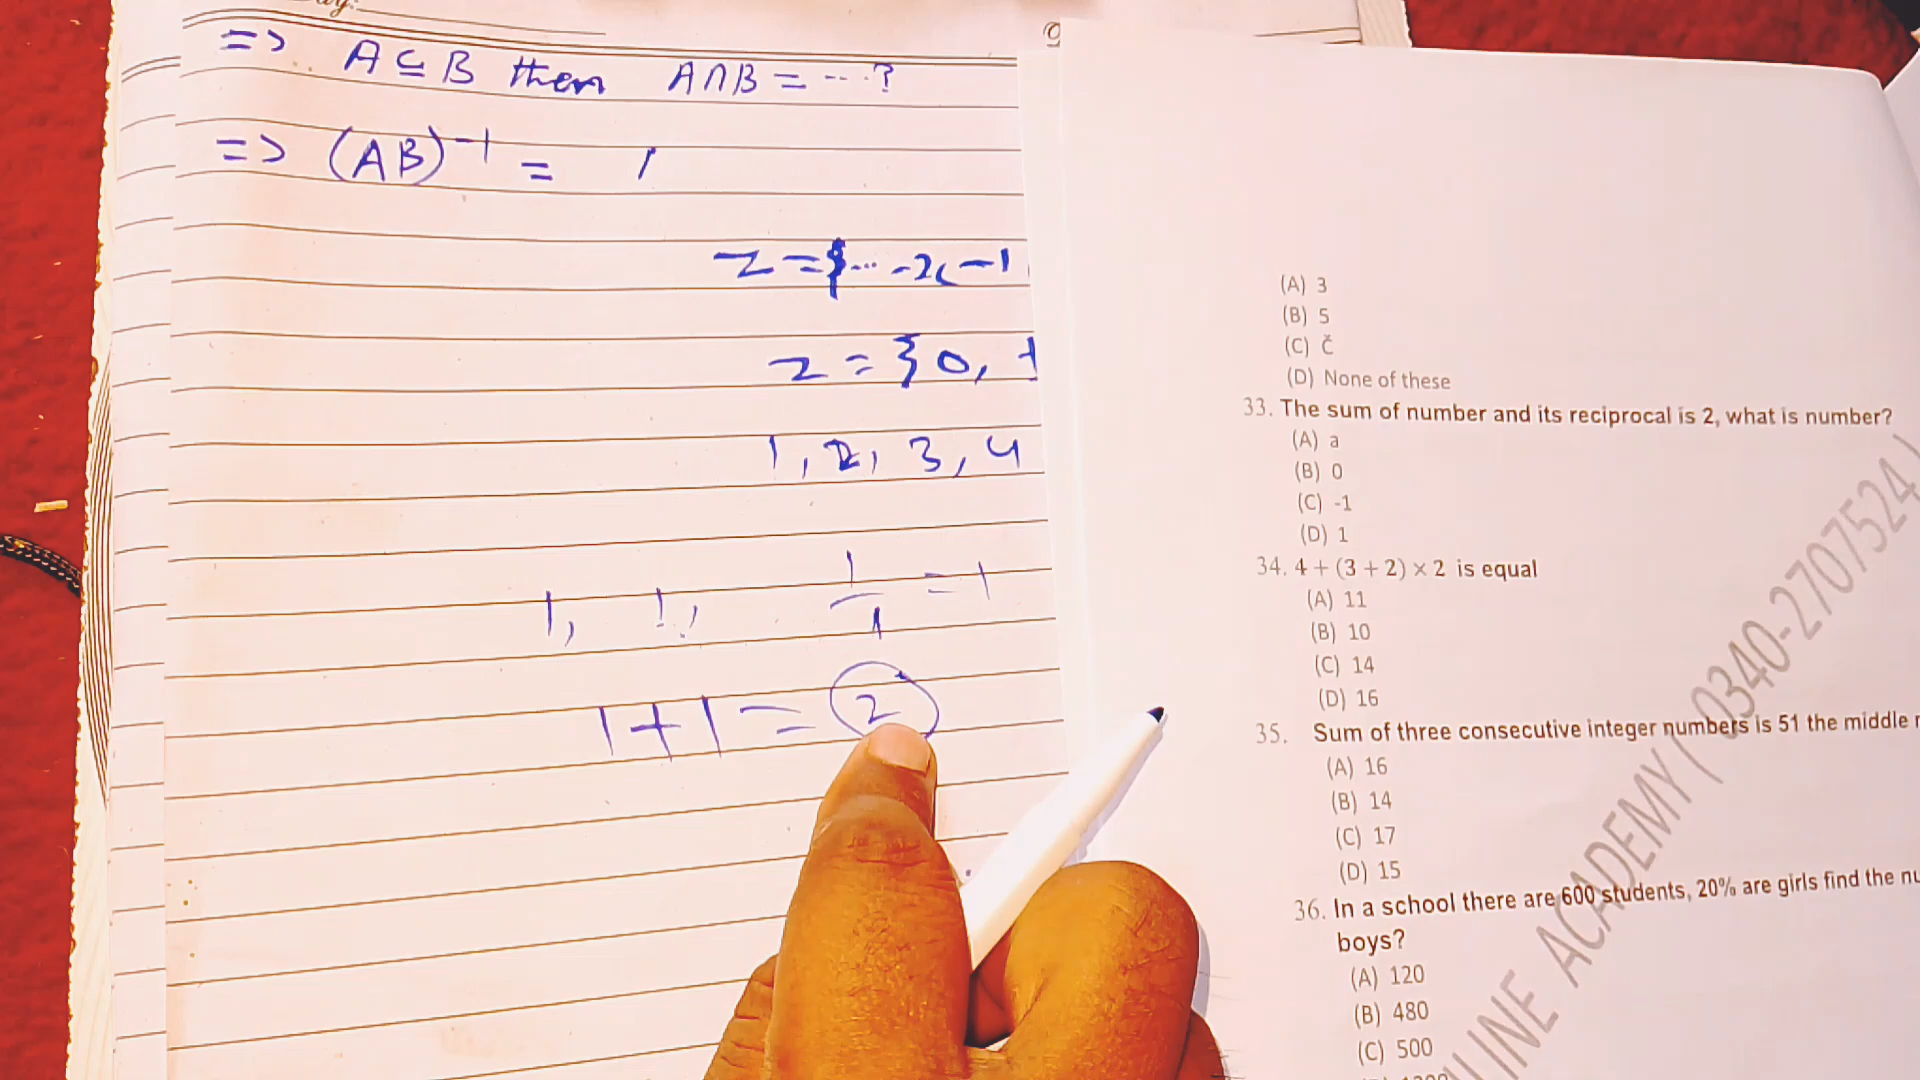 => A ⊆ B then A∩B = ---?
=> (AB)⁻¹ =
Z = {... -2, -1
Z = {0, +
1, 2, 3, 4
1, 1, 1/1 = 1
1+1 = 2
(A) 3
(B) 5
(C) č
(D) None of these
33. The sum of number and its reciprocal is 2, what is number?
(A) a
(B) 0
(C) -1
(D) 1
34. 4 + (3 + 2) × 2 is equal
(A) 11
(B) 10
(C) 14
(D) 16
35. Sum of three consecutive integer numbers is 51 the middle
(A) 16
(B) 14
(C) 17
(D) 15
36. In a school there are 600 students, 20% are girls find the
boys?
(A) 120
(B) 480
(C) 500
NLINE ACADEMY ( 0340-2707524 )